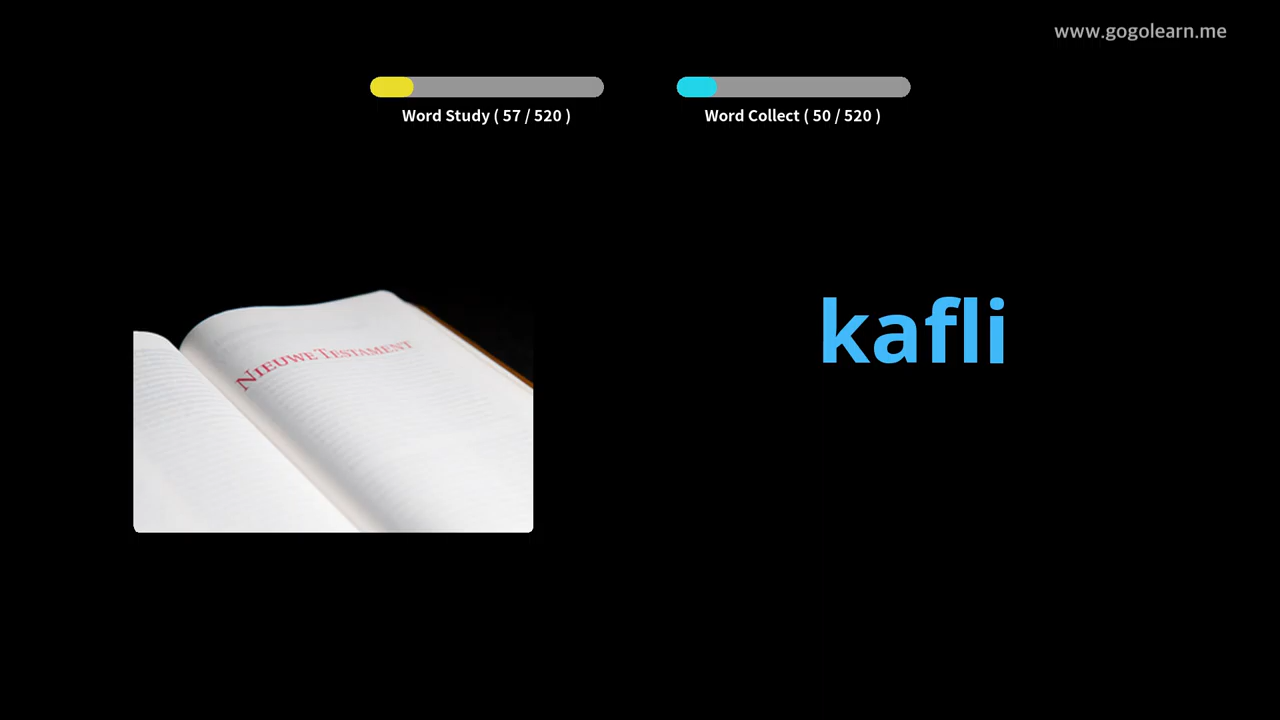 www.gogolearn.me
Word Study ( 57 / 520 )
Word Collect ( 50 / 520 )
NIEUWE TESTAMENT
kafli